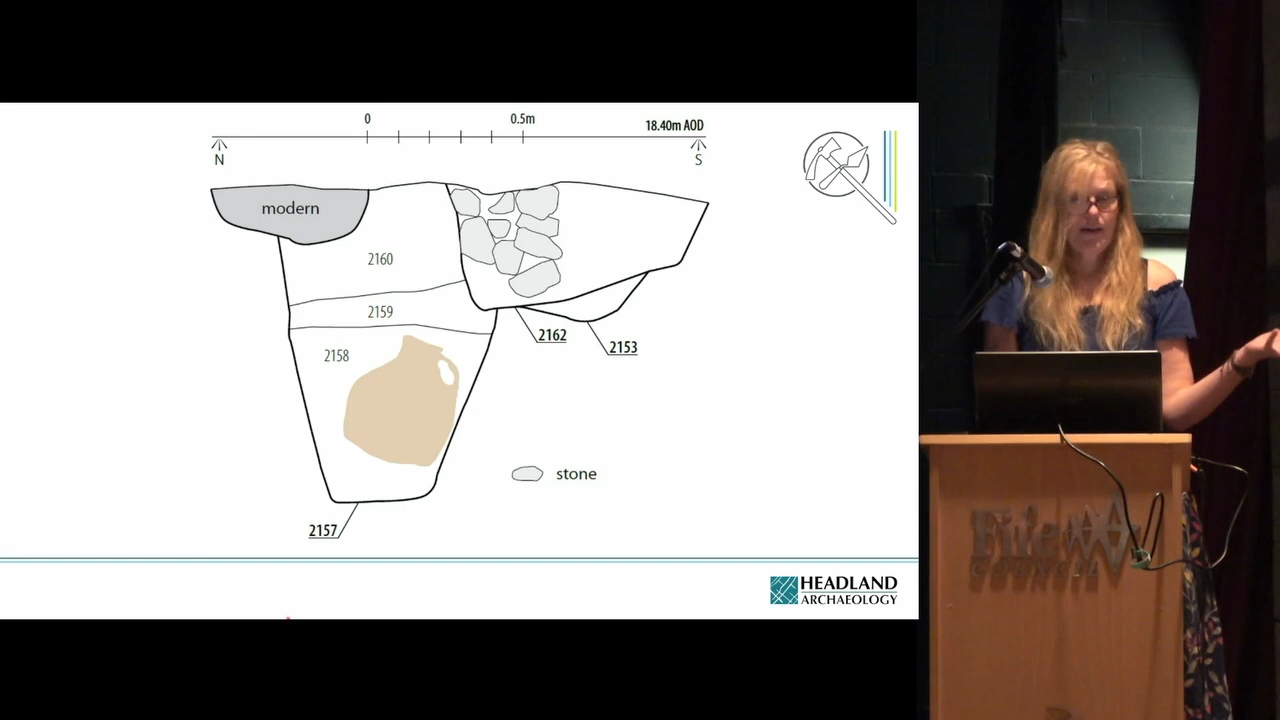 0
0.5m
18.40m AOD
N
S
modern
2160
2159
2162
2153
2158
stone
2157
HEADLAND
ARCHAEOLOGY
Fife
COUNCIL